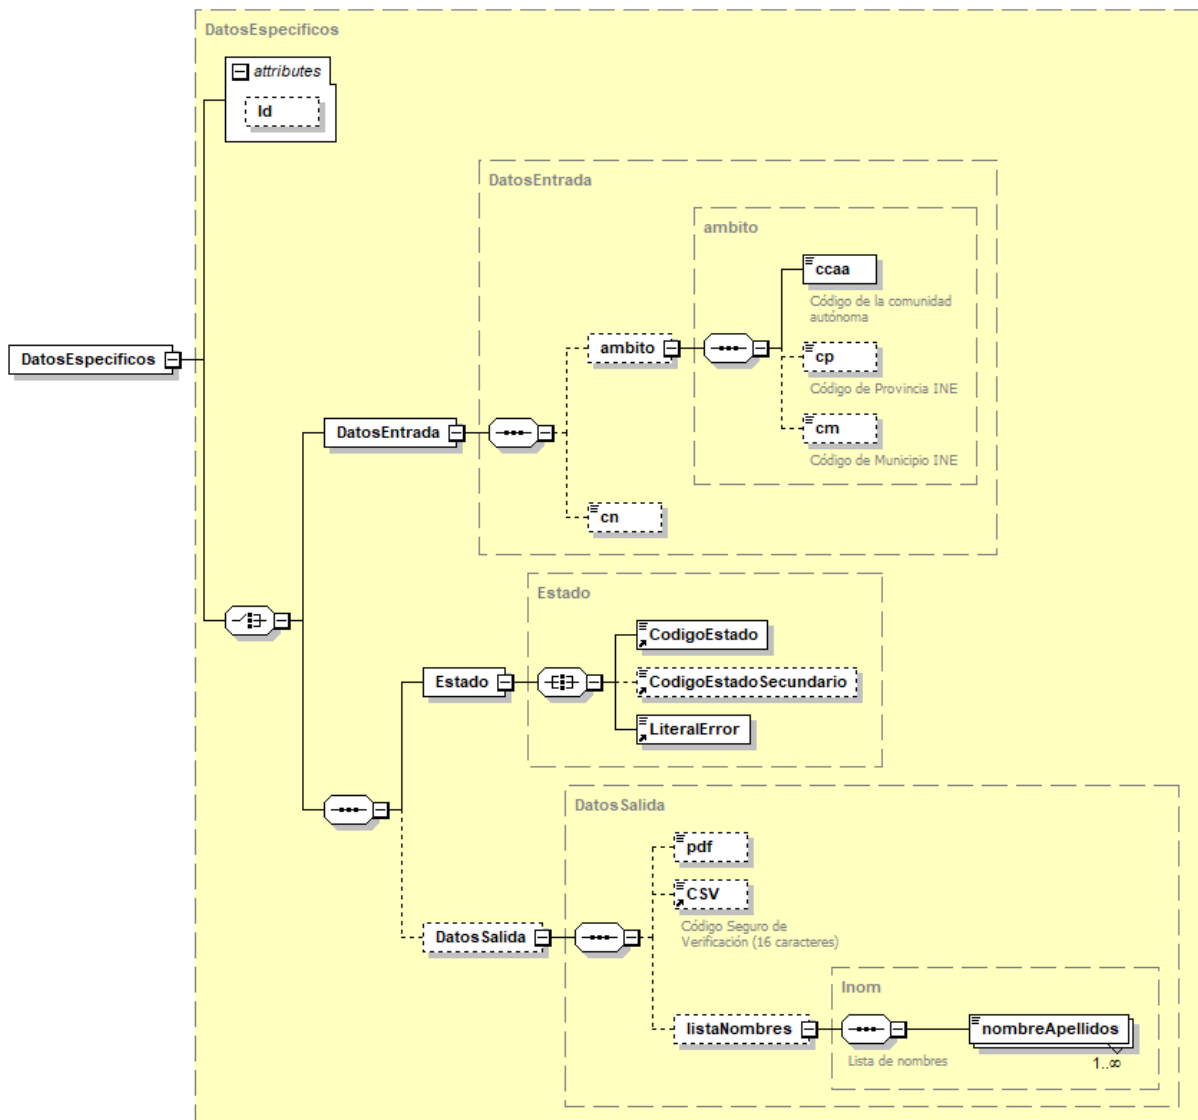 DatosEspecificos
attributes
Id
DatosEntrada
ambito
ccaa
Código de la comunidad
autónoma
DatosEspecificos
ambito
cp
Código de Provincia INE
DatosEntrada
cm
Código de Municipio INE
cn
Estado
CodigoEstado
Estado
CodigoEstadoSecundario
LiteralError
DatosSalida
pdf
CSV
Código Seguro de
Verificación (16 caracteres)
DatosSalida
lnom
listaNombres
nombreApellidos
Lista de nombres
1..∞